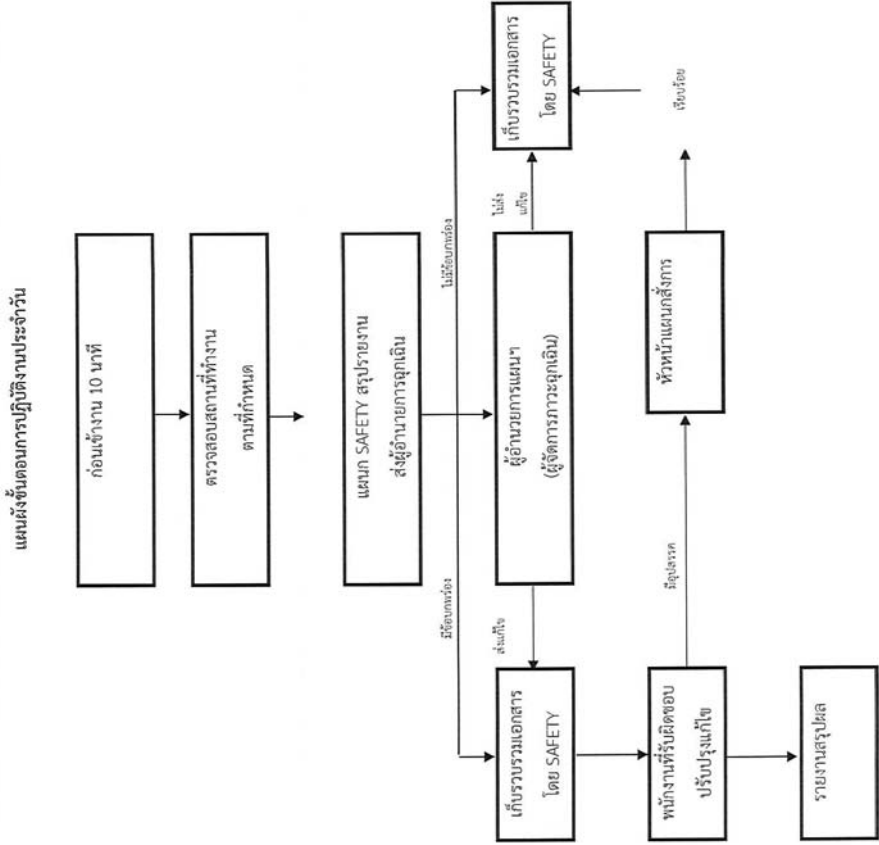 แผนผังขั้นตอนการปฏิบัติงานประจำวัน
ก่อนเข้างาน 10 นาที
ตรวจสอบสถานที่ทำงาน
ตามที่กำหนด
แผนก SAFETY สรุปรายงาน
ส่งผู้อำนายการฉุกเฉิน
มีข้อบกพร่อง
ไม่มีข้อบกพร่อง
เก็บรวบรวมเอกสาร
โดย SAFETY
ส่งแก้ไข
ผู้อำนวยการแผนฯ
(ผู้จัดการภาวะฉุกเฉิน)
ไม่ส่ง
แก้ไข
เก็บรวบรวมเอกสาร
โดย SAFETY
พนักงานที่รับผิดชอบ
ปรับปรุงแก้ไข
มีอุปสรรค
หัวหน้าแผนกสั่งการ
เรียบร้อย
รายงานสรุปผล